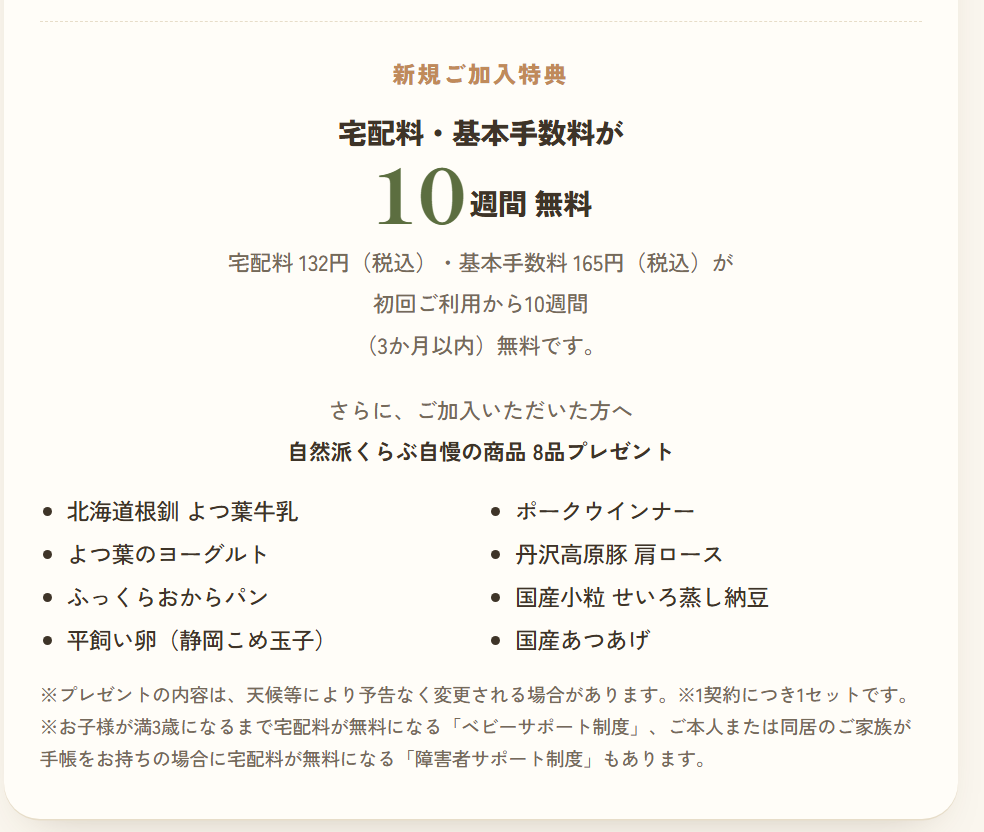 新規ご加入特典
宅配料・基本手数料が
10週間 無料
宅配料 132円（税込）・基本手数料 165円（税込）が
初回ご利用から10週間
（3か月以内）無料です。
さらに、ご加入いただいた方へ
自然派くらぶ自慢の商品 8品プレゼント
• 北海道根釧 よつ葉牛乳
• よつ葉のヨーグルト
• ふっくらおからパン
• 平飼い卵（静岡こめ玉子）
• ポークウインナー
• 丹沢高原豚 肩ロース
• 国産小粒 せいろ蒸し納豆
• 国産あつあげ
※プレゼントの内容は、天候等により予告なく変更される場合があります。※1契約につき1セットです。
※お子様が満3歳になるまで宅配料が無料になる「ベビーサポート制度」、ご本人または同居のご家族が
手帳をお持ちの場合に宅配料が無料になる「障害者サポート制度」もあります。